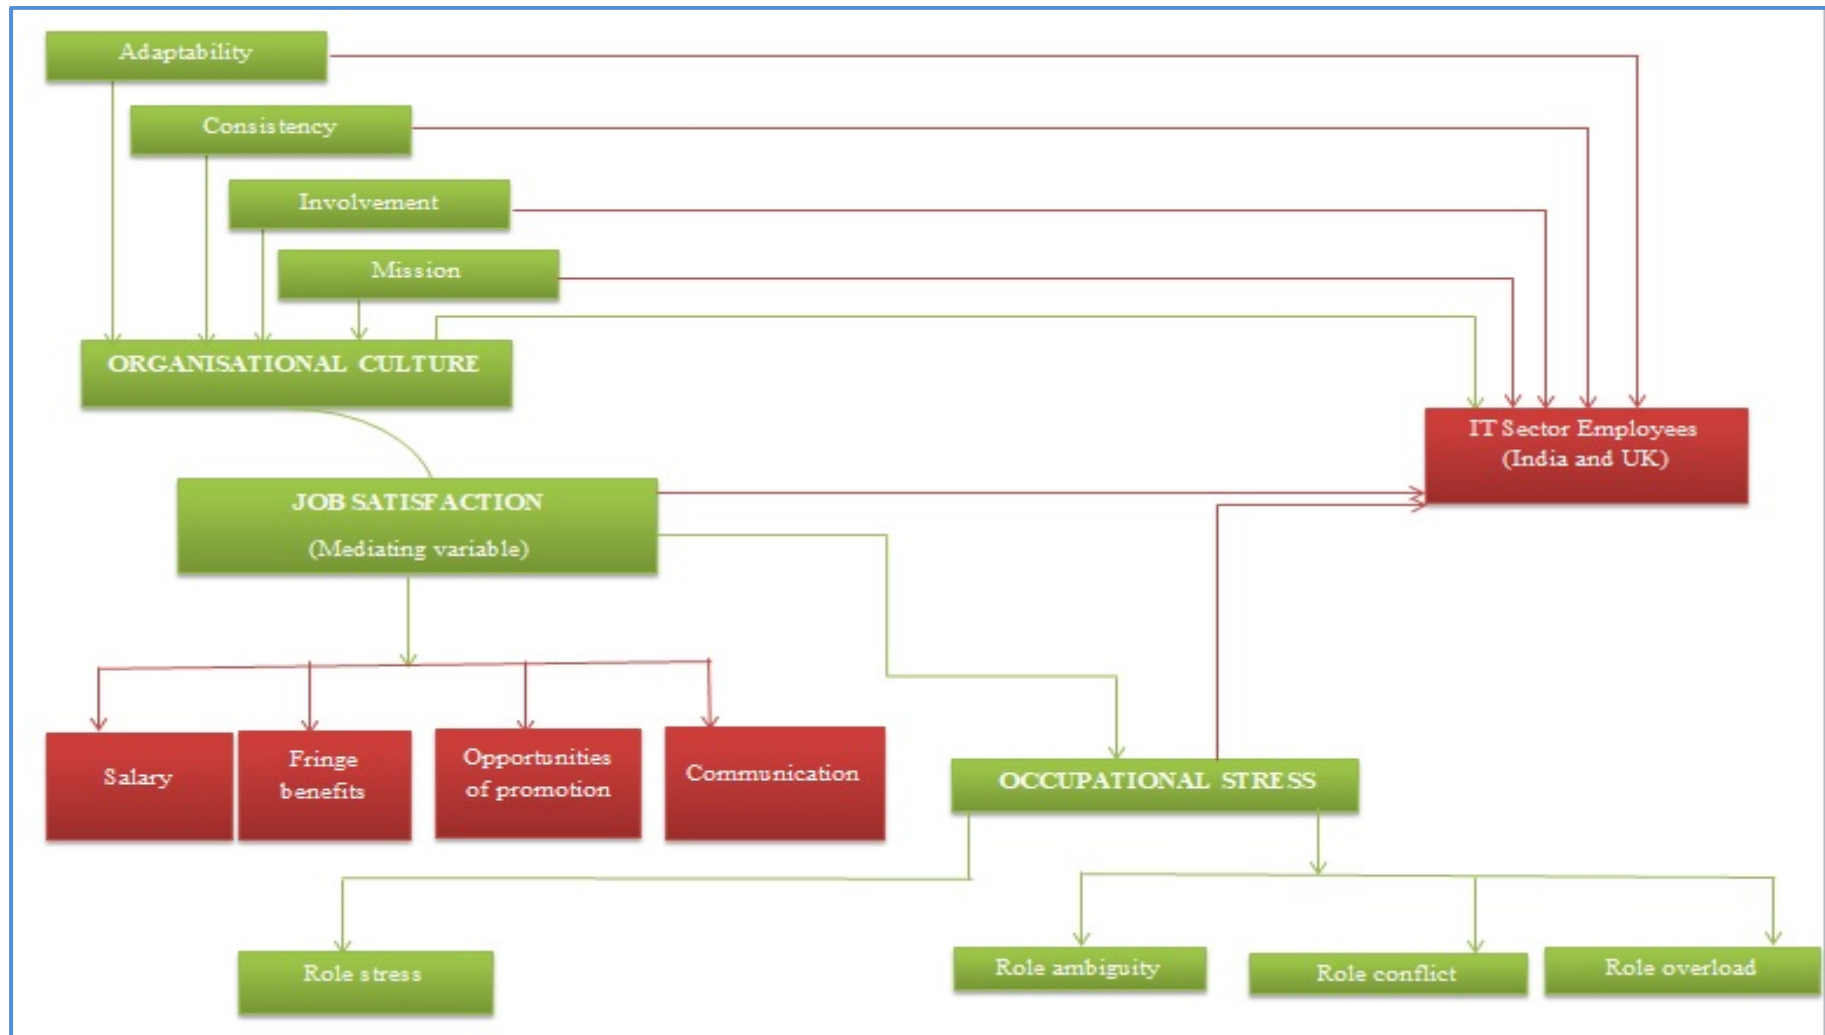 Adaptability
Consistency
Involvement
Mission
ORGANISATIONAL CULTURE
IT Sector Employees
(India and UK)
JOB SATISFACTION
(Mediating variable)
Salary
Fringe
benefits
Opportunities
of promotion
Communication
OCCUPATIONAL STRESS
Role stress
Role ambiguity
Role conflict
Role overload